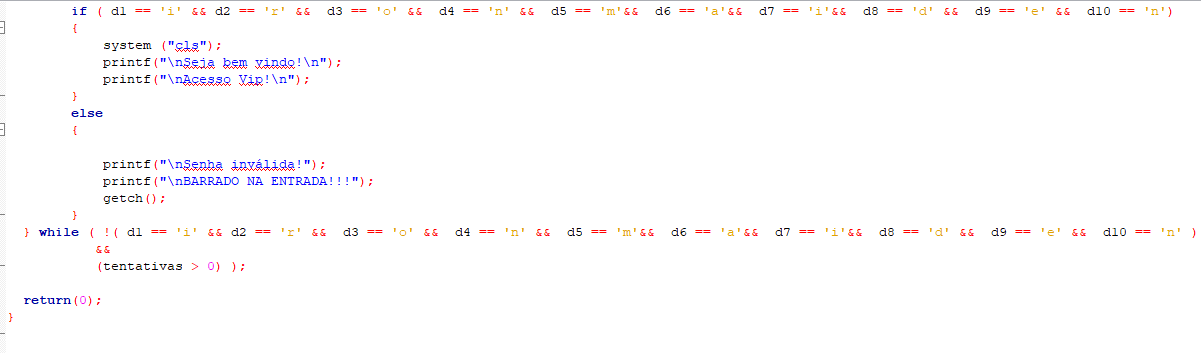 if ( d1 == 'i' && d2 == 'r' && d3 == 'o' && d4 == 'n' && d5 == 'm'&& d6 == 'a'&& d7 == 'i'&& d8 == 'd' && d9 == 'e' && d10 == 'n')
{
system ("cls");
printf("\nSeja bem vindo!\n");
printf("\nAcesso Vip!\n");
}
else
{
printf("\nSenha inválida!");
printf("\nBARRADO NA ENTRADA!!!");
getch();
}
} while ( !( d1 == 'i' && d2 == 'r' && d3 == 'o' && d4 == 'n' && d5 == 'm'&& d6 == 'a'&& d7 == 'i'&& d8 == 'd' && d9 == 'e' && d10 == 'n' )
&&
(tentativas > 0) );
return(0);
}